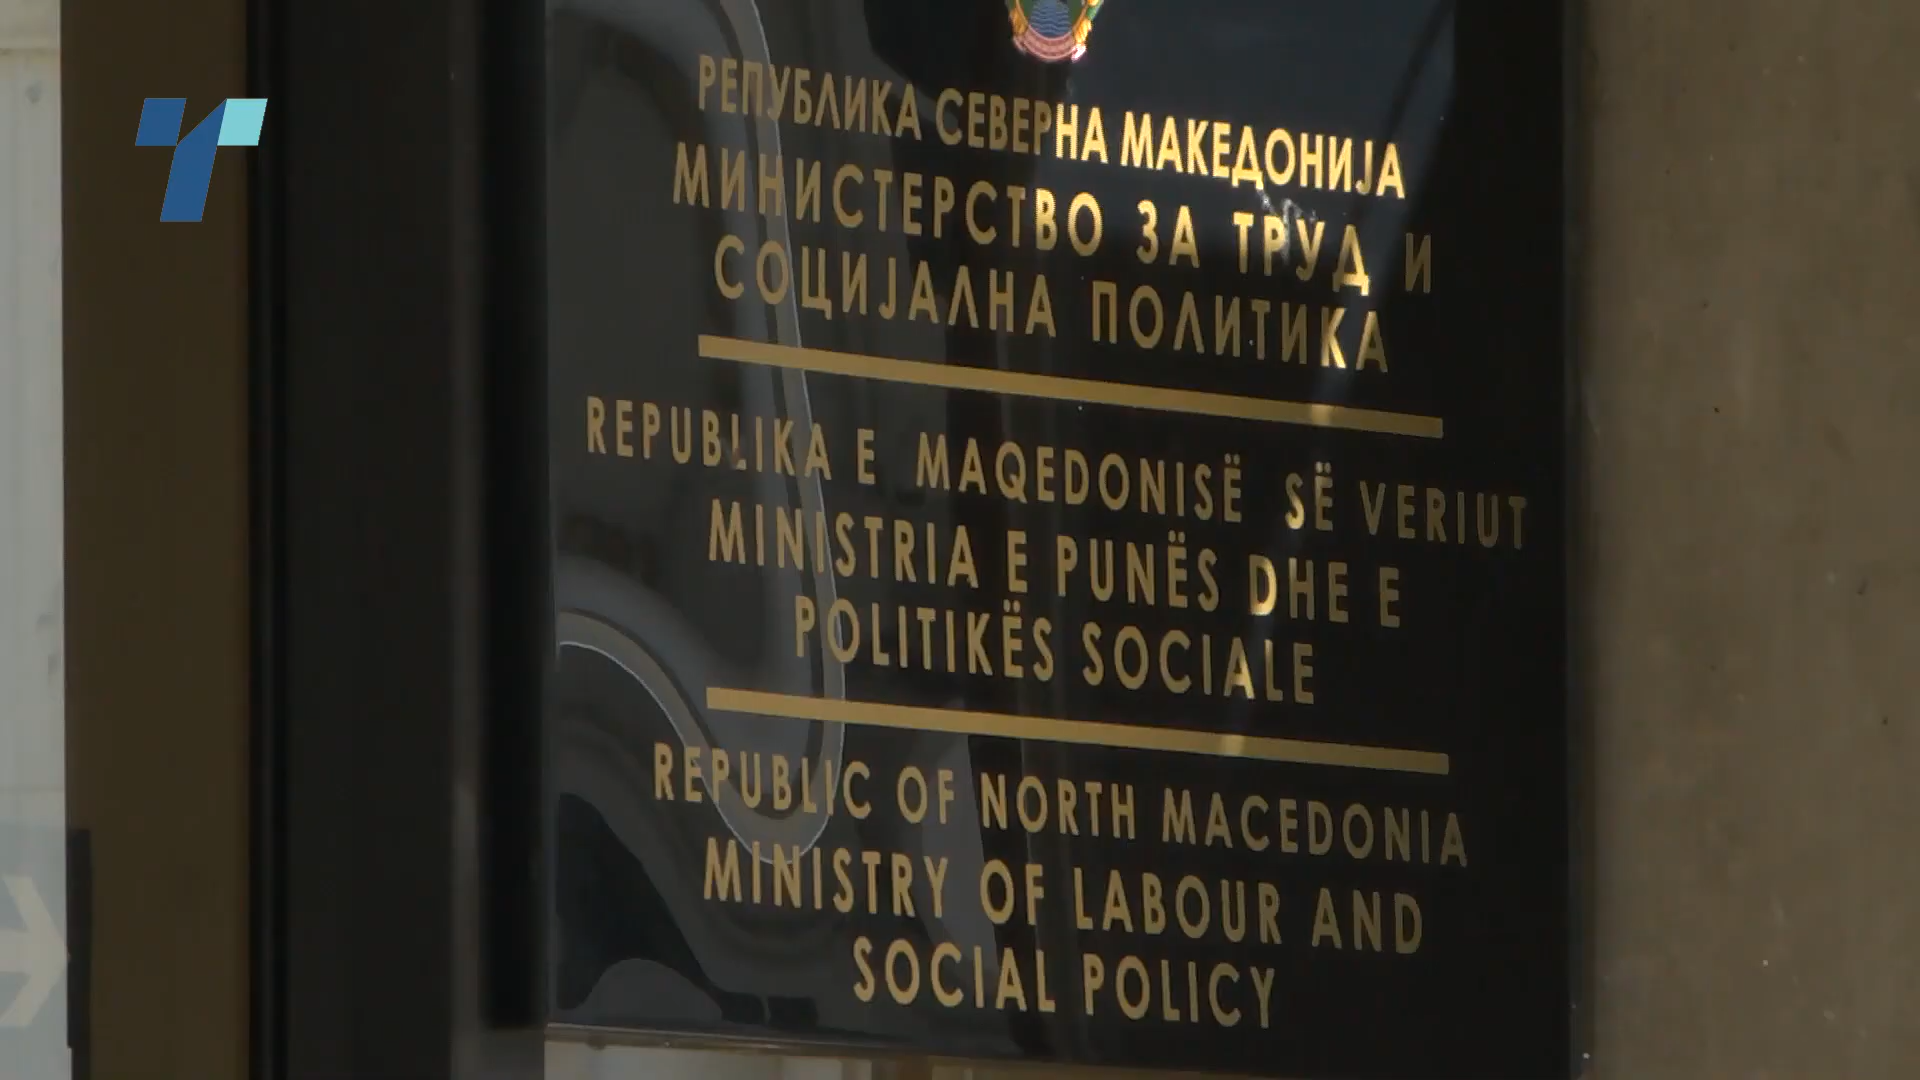 РЕПУБЛИКА СЕВЕРНА МАКЕДОНИЈА
МИНИСТЕРСТВО ЗА ТРУД И
СОЦИЈАЛНА ПОЛИТИКА
REPUBLIKA E MAQEDONISË SË VERIUT
MINISTRIA E PUNËS DHE E
POLITIKËS SOCIALE
REPUBLIC OF NORTH MACEDONIA
MINISTRY OF LABOUR AND
SOCIAL POLICY